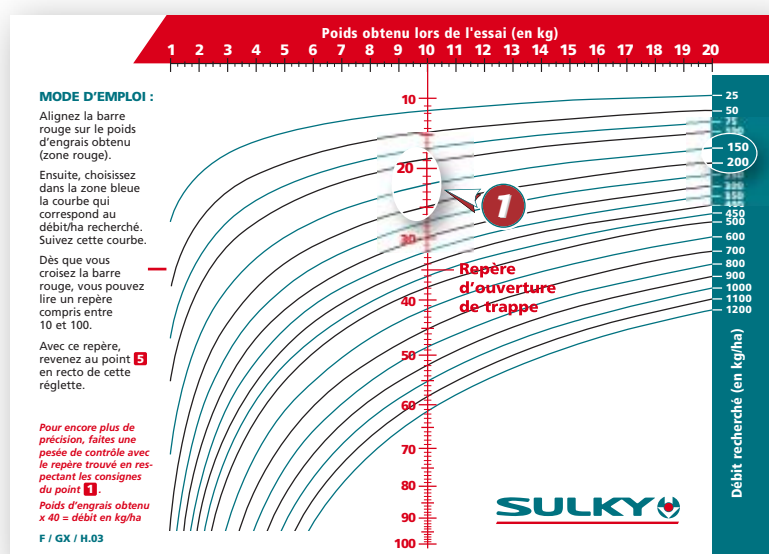 Poids obtenu lors de l'essai (en kg)
1 2 3 4 5 6 7 8 9 10 11 12 13 14 15 16 17 18 19 20
MODE D'EMPLOI :
Alignez la barre
rouge sur le poids
d'engrais obtenu
(zone rouge).
Ensuite, choisissez
dans la zone bleue
la courbe qui
correspond au
débit/ha recherché.
Suivez cette courbe.
Dès que vous
croisez la barre
rouge, vous pouvez
lire un repère
compris entre
10 et 100.
Avec ce repère,
revenez au point 5
en recto de cette
réglette.
Pour encore plus de
précision, faites une
pesée de contrôle avec
le repère trouvé en res-
pectant les consignes
du point 1.
Poids d'engrais obtenu
x 40 = débit en kg/ha
F / GX / H.03
10
20
30
40
50
60
70
80
90
100
1
Repère
d'ouverture
de trappe
25
50
75
100
150
200
300
350
450
500
600
700
800
900
1000
1100
1200
Débit recherché (en kg/ha)
SULKY